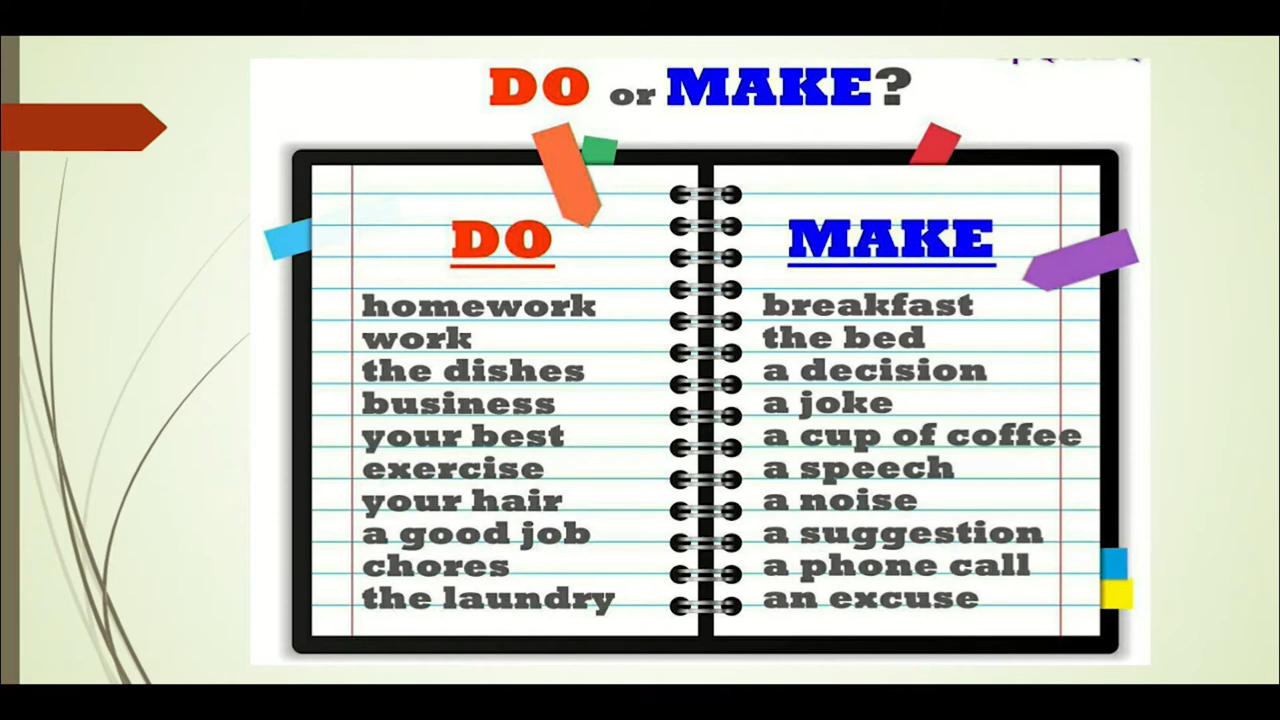 DO or MAKE?
DO
homework
work
the dishes
business
your best
exercise
your hair
a good job
chores
the laundry
MAKE
breakfast
the bed
a decision
a joke
a cup of coffee
a speech
a noise
a suggestion
a phone call
an excuse